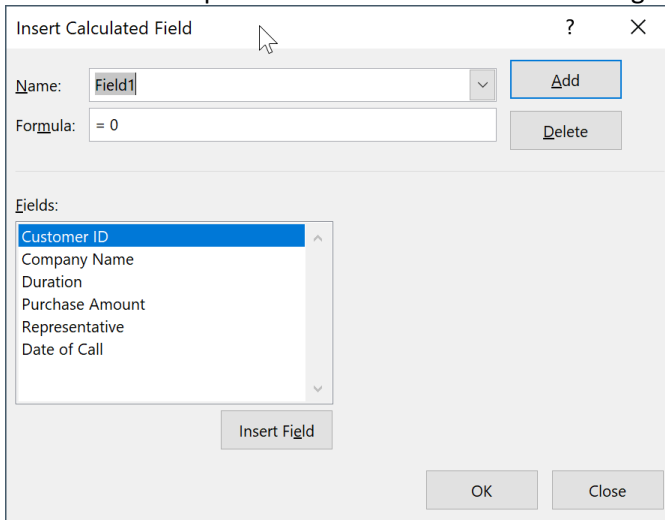 Insert Calculated Field ?
Name: Field1 Add
Formula: = 0 Delete
Fields:
Customer ID
Company Name
Duration
Purchase Amount
Representative
Date of Call
Insert Field
OK Close